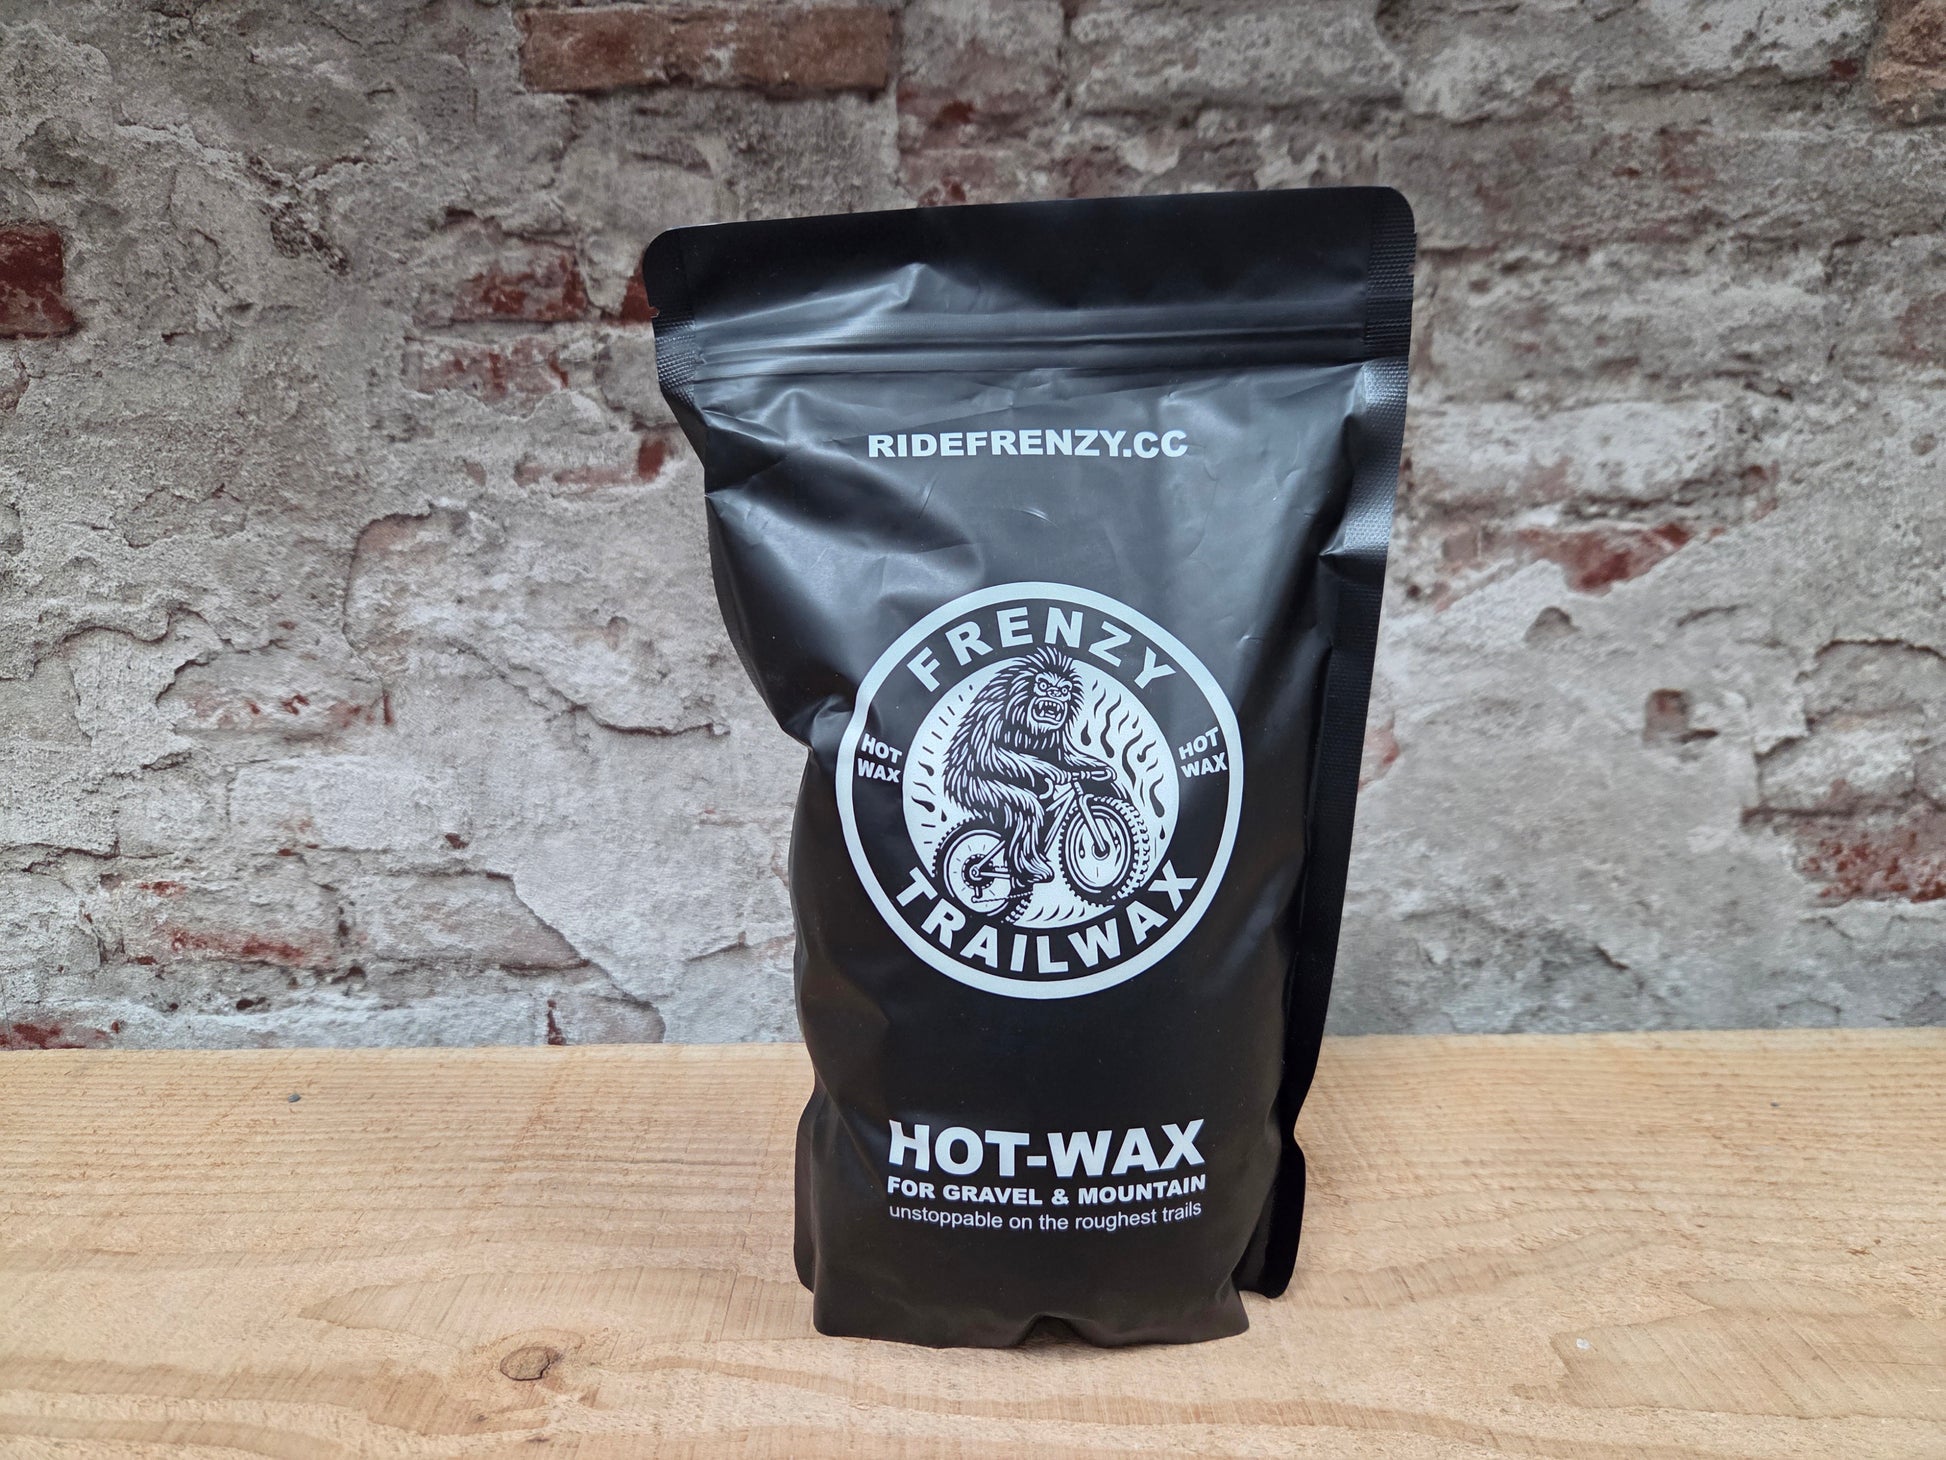 RIDEFRENZY.CC
FRENZY
HOT
WAX
HOT
WAX
TRAILWAX
HOT-WAX
FOR GRAVEL & MOUNTAIN
unstoppable on the roughest trails